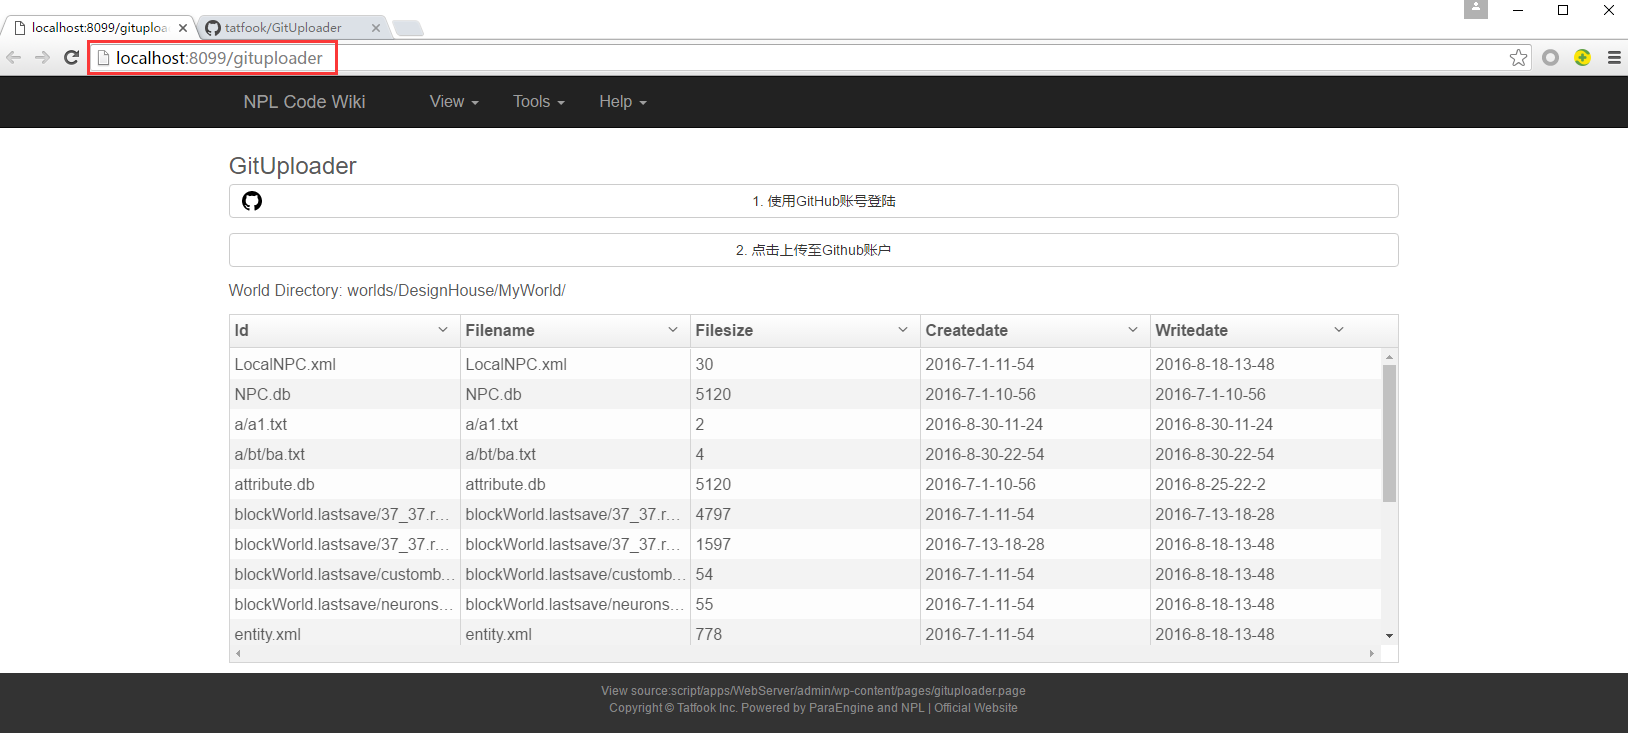 localhost:8099/gituploa
tatfook/GitUploader
localhost:8099/gituploader
NPL Code Wiki View Tools Help
GitUploader
1. 使用GitHub账号登陆
2. 点击上传至Github账户
World Directory: worlds/DesignHouse/MyWorld/
Id Filename Filesize Createdate Writedate
LocalNPC.xml LocalNPC.xml 30 2016-7-1-11-54 2016-8-18-13-48
NPC.db NPC.db 5120 2016-7-1-10-56 2016-7-1-10-56
a/a1.txt a/a1.txt 2 2016-8-30-11-24 2016-8-30-11-24
a/bt/ba.txt a/bt/ba.txt 4 2016-8-30-22-54 2016-8-30-22-54
attribute.db attribute.db 5120 2016-7-1-10-56 2016-8-25-22-2
blockWorld.lastsave/37_37.r... blockWorld.lastsave/37_37.r... 4797 2016-7-1-11-54 2016-7-13-18-28
blockWorld.lastsave/37_37.r... blockWorld.lastsave/37_37.r... 1597 2016-7-13-18-28 2016-8-18-13-48
blockWorld.lastsave/customb... blockWorld.lastsave/customb... 54 2016-7-1-11-54 2016-8-18-13-48
blockWorld.lastsave/neurons... blockWorld.lastsave/neurons... 55 2016-7-1-11-54 2016-8-18-13-48
entity.xml entity.xml 778 2016-7-1-11-54 2016-8-18-13-48
View source:script/apps/WebServer/admin/wp-content/pages/gituploader.page
Copyright © Tatfook Inc. Powered by ParaEngine and NPL | Official Website